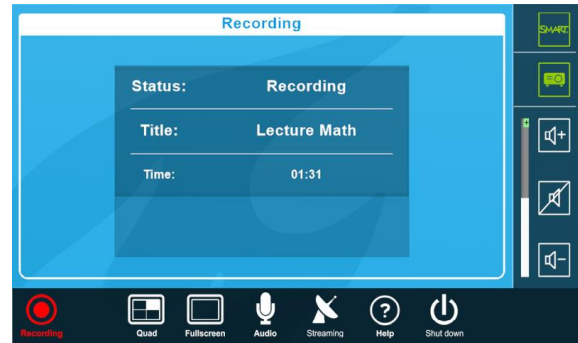 Recording
SMART
Status: Recording
Title: Lecture Math
Time: 01:31
Recording
Quad
Fullscreen
Audio
Streaming
Help
Shut down